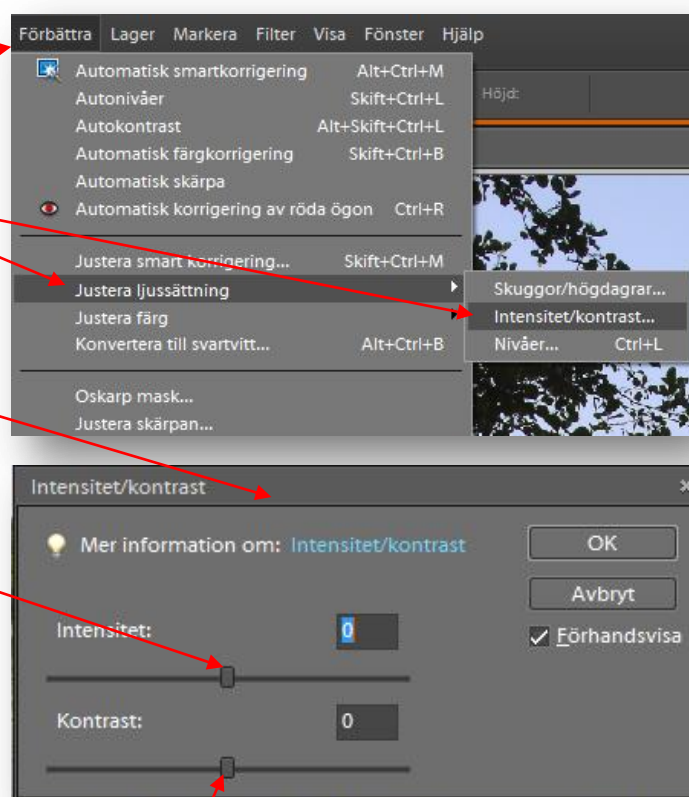 Förbättra Lager Markera Filter Visa Fönster Hjälp
Automatisk smartkorrigering Alt+Ctrl+M
Autonivåer Skift+Ctrl+L
Autokontrast Alt+Skift+Ctrl+L
Automatisk färgkorrigering Skift+Ctrl+B
Automatisk skärpa
Automatisk korrigering av röda ögon Ctrl+R
Justera smart korrigering... Skift+Ctrl+M
Justera ljussättning
Justera färg
Konvertera till svartvitt... Alt+Ctrl+B
Oskarp mask...
Justera skärpan...
Höjd:
Skuggor/högdagrar...
Intensitet/kontrast...
Nivåer... Ctrl+L
Intensitet/kontrast
Mer information om: Intensitet/kontrast
OK
Avbryt
Förhandsvisa
Intensitet: 0
Kontrast: 0